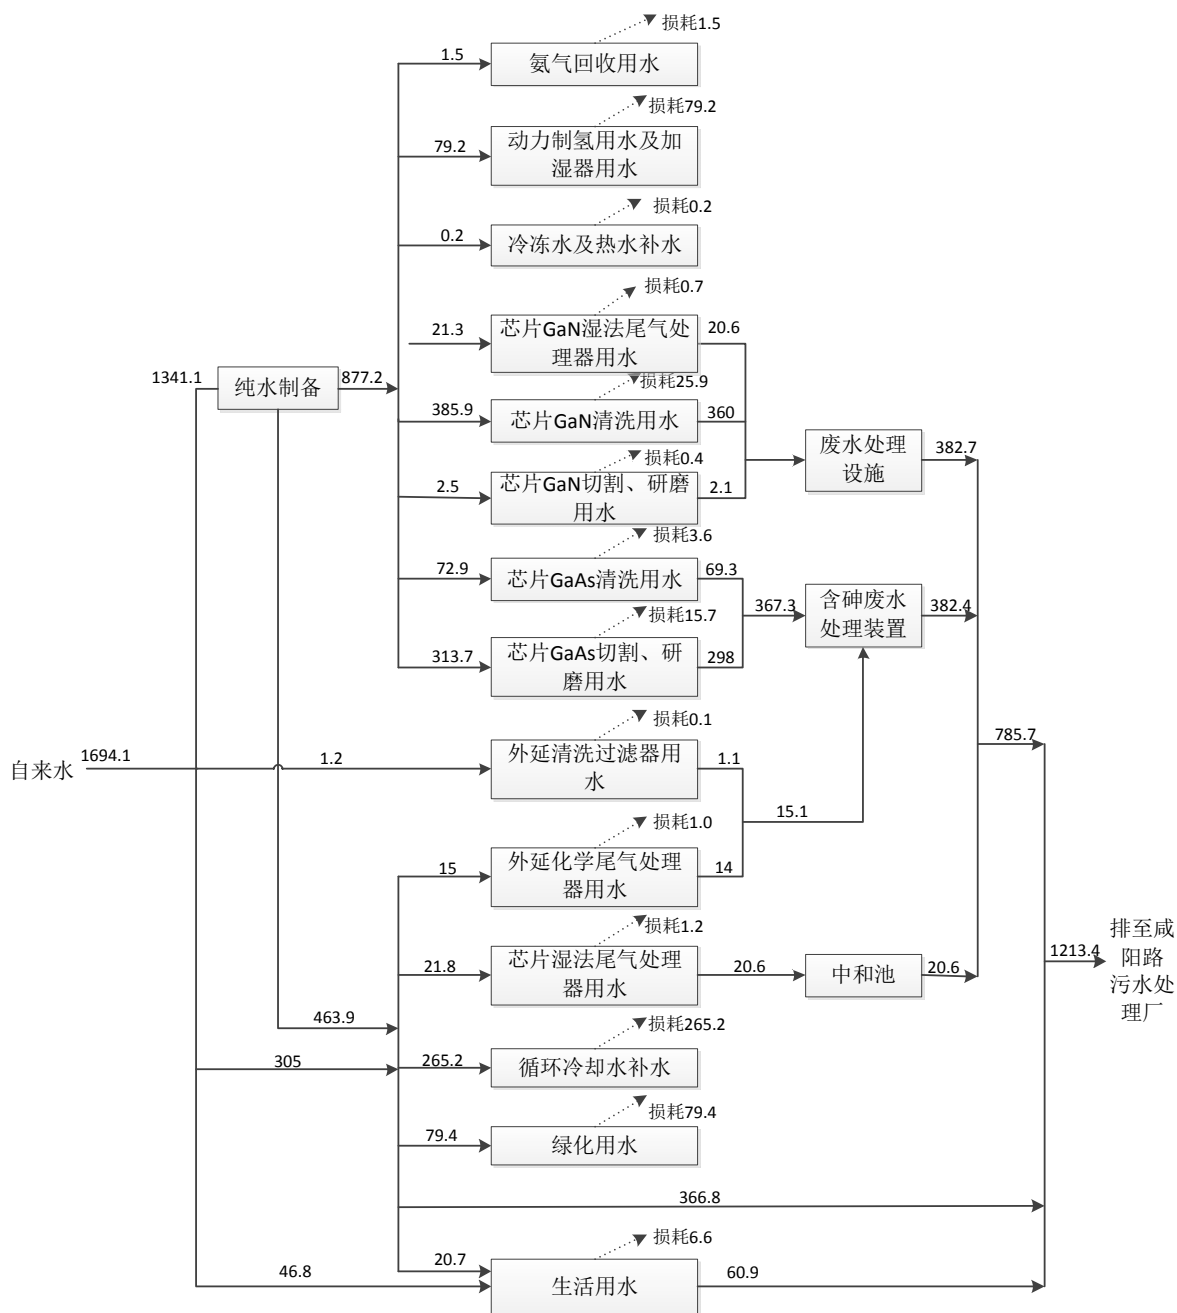 损耗1.5
1.5
氨气回收用水
损耗79.2
79.2
动力制氢用水及加
湿器用水
损耗0.2
0.2
冷冻水及热水补水
损耗0.7
21.3
芯片GaN湿法尾气处
理器用水
20.6
1341.1
纯水制备
877.2
损耗25.9
385.9
芯片GaN清洗用水
360
损耗0.4
2.5
芯片GaN切割、研磨
用水
2.1
废水处理
设施
382.7
损耗3.6
72.9
芯片GaAs清洗用水
69.3
367.3
含砷废水
处理装置
382.4
损耗15.7
313.7
芯片GaAs切割、研
磨用水
298
损耗0.1
自来水
1694.1
1.2
外延清洗过滤器用
水
1.1
785.7
15.1
损耗1.0
15
外延化学尾气处理
器用水
14
损耗1.2
21.8
芯片湿法尾气处理
器用水
20.6
中和池
20.6
1213.4
排至咸
阳路
污水处
理厂
463.9
损耗265.2
305
265.2
循环冷却水补水
损耗79.4
79.4
绿化用水
366.8
损耗6.6
20.7
46.8
生活用水
60.9